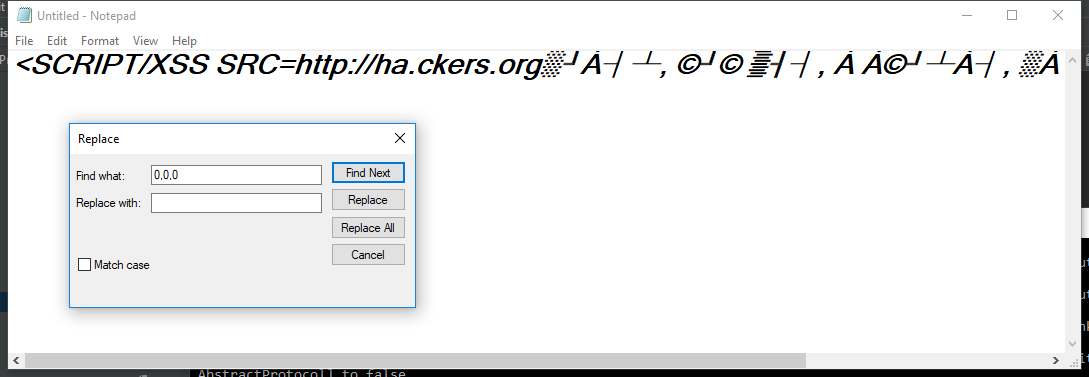 Untitled - Notepad
File Edit Format View Help
<SCRIPT/XSS SRC=http://ha.ckers.org▒┘À┤┴, ©┘© ▓┤┤, À À©┘┴À┤, ▒À
Replace
Find what: 0,0,0 Find Next
Replace with: Replace
Replace All
Match case Cancel
AbstractProtocol] to false